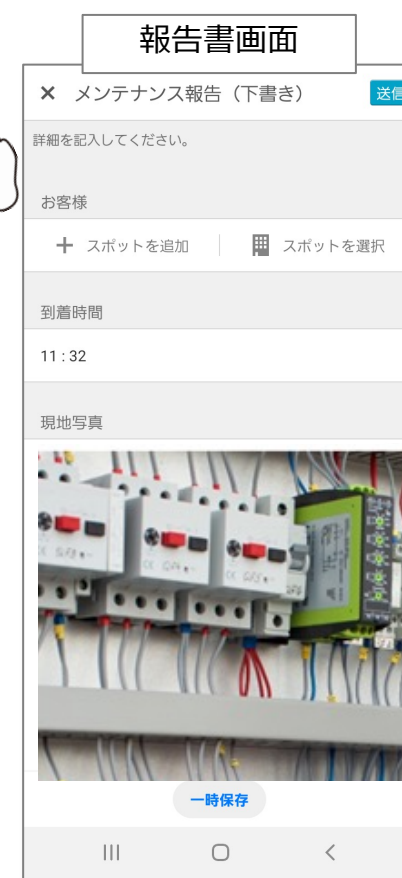 報告書画面
× メンテナンス報告（下書き） 送信
詳細を記入してください。
お客様
＋ スポットを追加 スポットを選択
到着時間
11 : 32
現地写真
一時保存